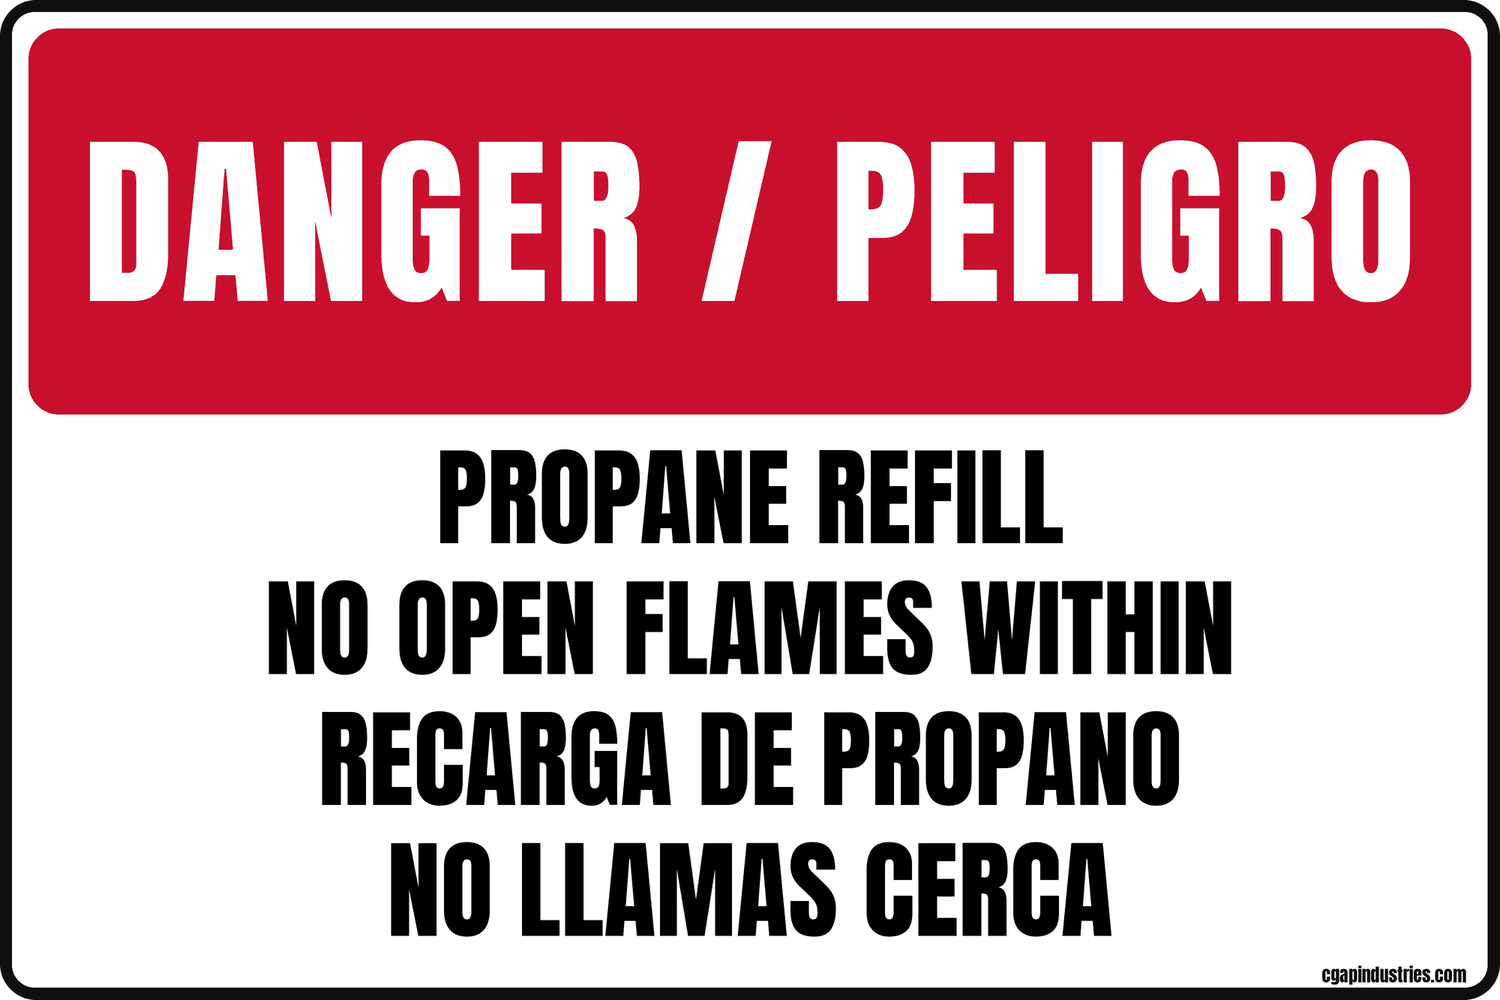 DANGER / PELIGRO
PROPANE REFILL
NO OPEN FLAMES WITHIN
RECARGA DE PROPANO
NO LLAMAS CERCA
cgapindustries.com